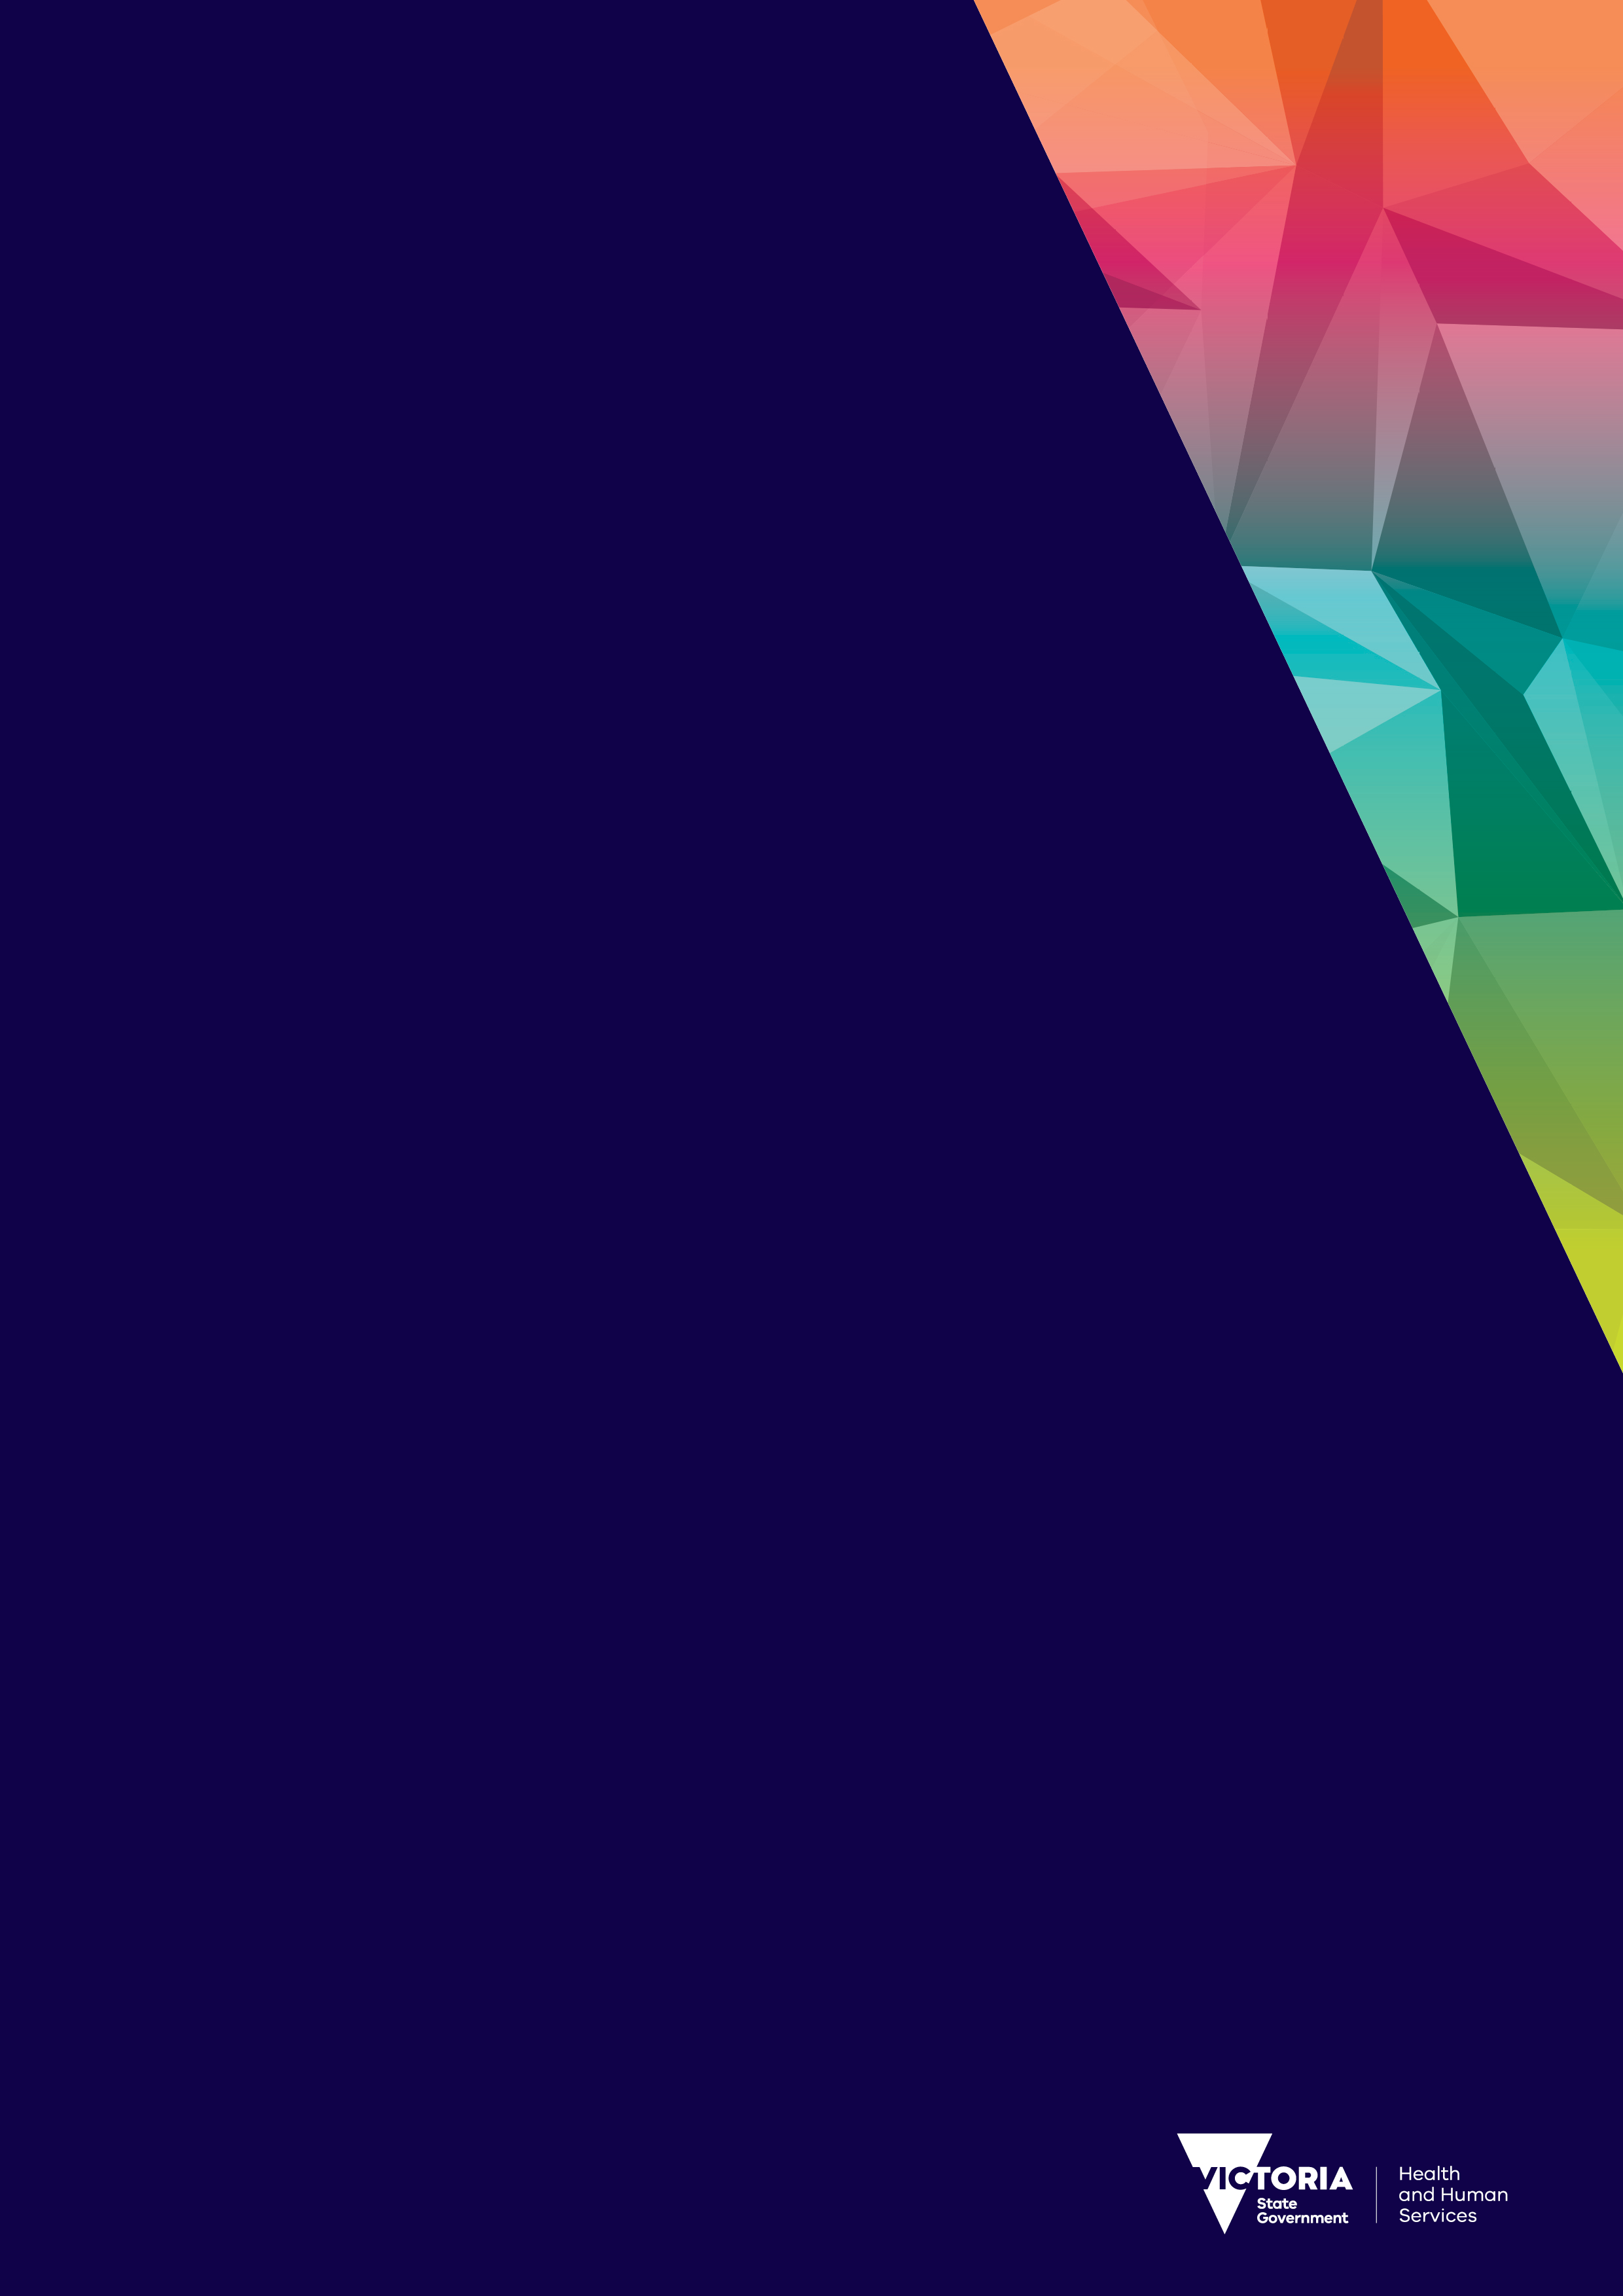 VICTORIA
State
Government
Health
and Human
Services